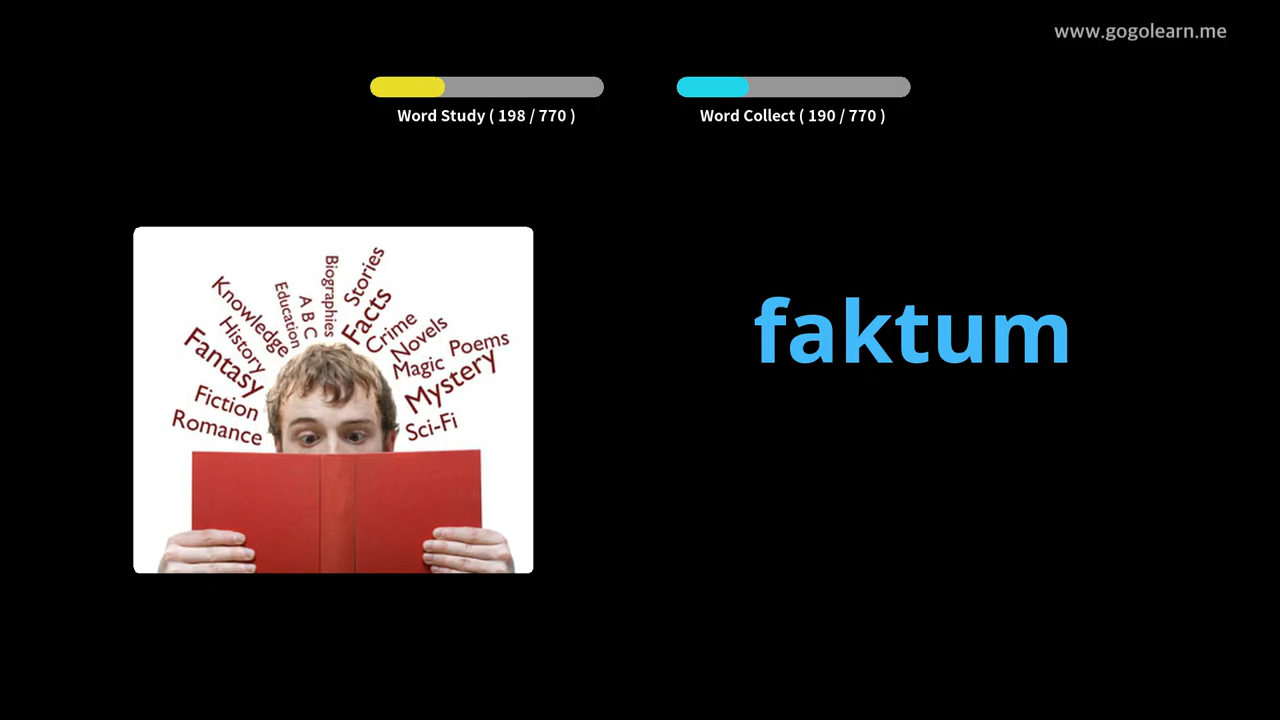 www.gogolearn.me
Word Study ( 198 / 770 )
Word Collect ( 190 / 770 )
faktum
Biographies
Stories
Education
A B C
Facts
Knowledge
Crime
History
Novels
Poems
Fantasy
Magic
Mystery
Fiction
Romance
Sci-Fi